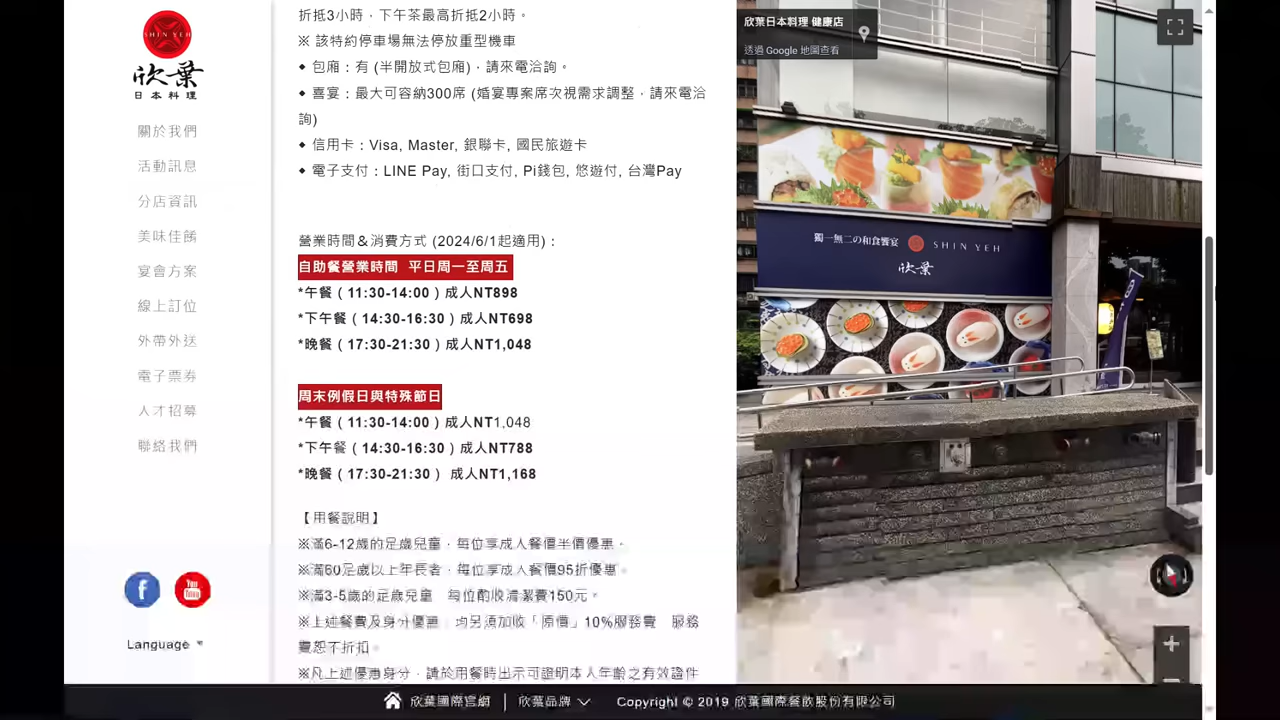 SHIN YEH
欣葉
日本料理
關於我們
活動訊息
分店資訊
美味佳餚
宴會方案
線上訂位
外帶外送
電子票券
人才招募
聯絡我們
f
You Tube
Language
折抵3小時，下午茶最高折抵2小時。
※ 該特約停車場無法停放重型機車
◆ 包廂：有 (半開放式包廂)，請來電洽詢。
◆ 喜宴：最大可容納300席 (婚宴專案席次視需求調整，請來電洽
詢)
◆ 信用卡：Visa, Master, 銀聯卡, 國民旅遊卡
◆ 電子支付：LINE Pay, 街口支付, Pi錢包, 悠遊付, 台灣Pay
營業時間＆消費方式 (2024/6/1起適用)：
自助餐營業時間 平日周一至周五
*午餐（11:30-14:00）成人NT898
*下午餐（14:30-16:30）成人NT698
*晚餐（17:30-21:30）成人NT1,048
周末例假日與特殊節日
*午餐（11:30-14:00）成人NT1,048
*下午餐（14:30-16:30）成人NT788
*晚餐（17:30-21:30） 成人NT1,168
【用餐說明】
※滿6-12歲的足歲兒童，每位享成人餐價半價優惠。
※滿60足歲以上年長者，每位享成人餐價95折優惠。
※滿3-5歲的足歲兒童 每位酌收清潔費150元。
※上述餐費及身分優惠 均另須加收「原價」10%服務費 服務
費恕不折扣。
※凡上述優惠身分，請於用餐時出示可證明本人年齡之有效證件
欣葉日本料理 健康店
透過 Google 地圖查看
獨一無二の和食饗宴 SHIN YEH
欣葉
欣葉國際官網 | 欣葉品牌
Copyright © 2019 欣葉國際餐飲股份有限公司